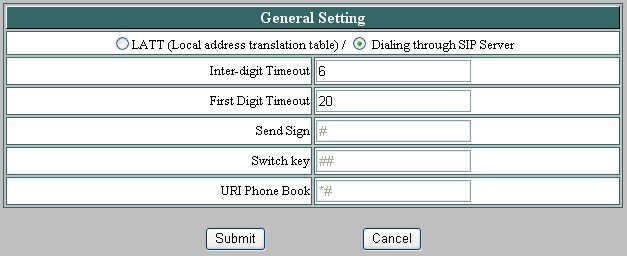 General Setting
LATT (Local address translation table) / Dialing through SIP Server
Inter-digit Timeout 6
First Digit Timeout 20
Send Sign #
Switch key ##
URI Phone Book *#
Submit Cancel